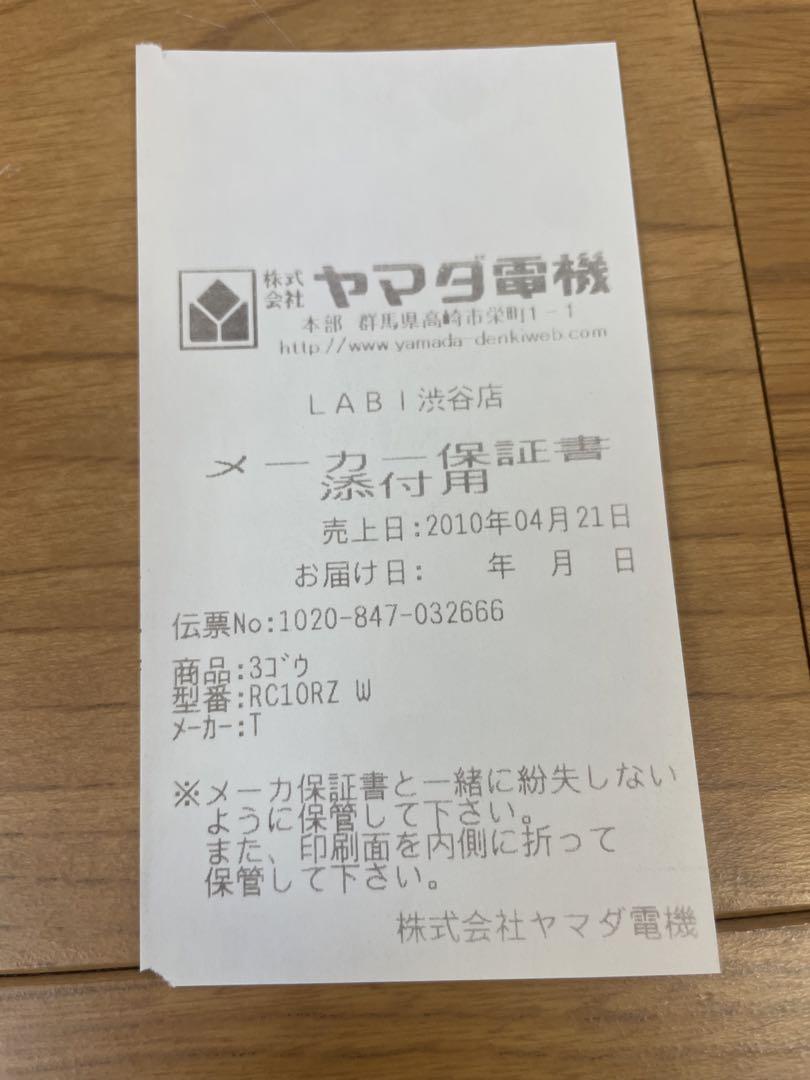 株式会社 ヤマダ電機
本部 群馬県高崎市栄町1-1
http://www.yamada-denkiweb.com
LABI渋谷店
メーカー保証書
添付用
売上日:2010年04月21日
お届け日:　　年　月　日
伝票No:1020-847-032666
商品:3ゴウ
型番:RC10RZ W
メーカー:T
※メーカ保証書と一緒に紛失しない
ように保管して下さい。
また、印刷面を内側に折って
保管して下さい。
株式会社ヤマダ電機